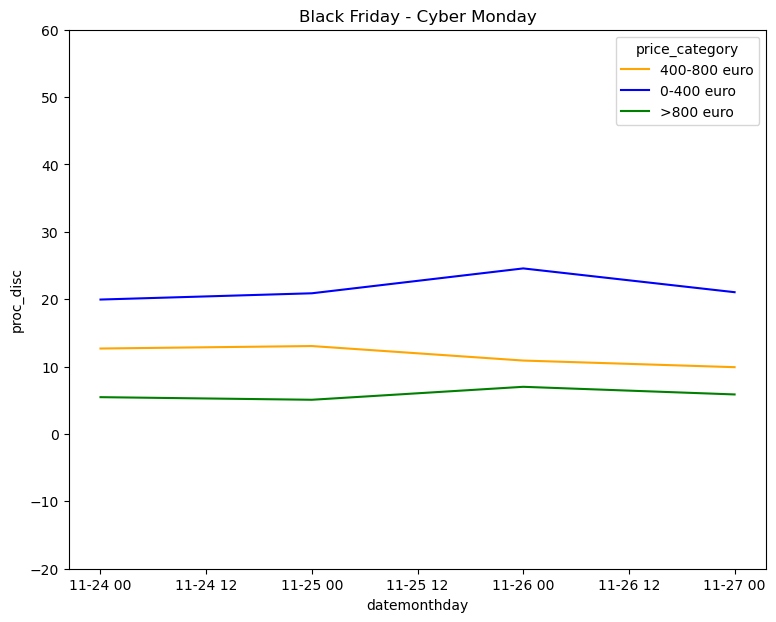 Black Friday - Cyber Monday
price_category
400-800 euro
0-400 euro
>800 euro
proc_disc
60
50
40
30
20
10
0
−10
−20
11-24 00
11-24 12
11-25 00
11-25 12
11-26 00
11-26 12
11-27 00
datemonthday